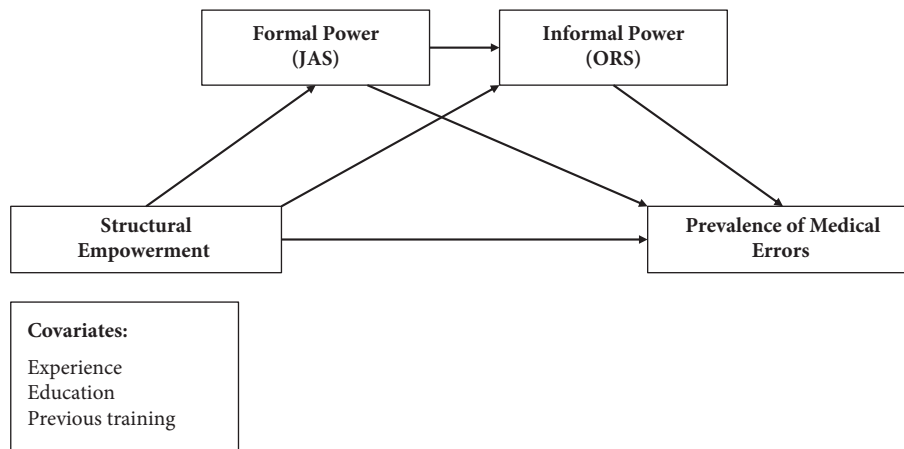 Formal Power
(JAS)
Informal Power
(ORS)
Structural
Empowerment
Prevalence of Medical
Errors
Covariates:
Experience
Education
Previous training